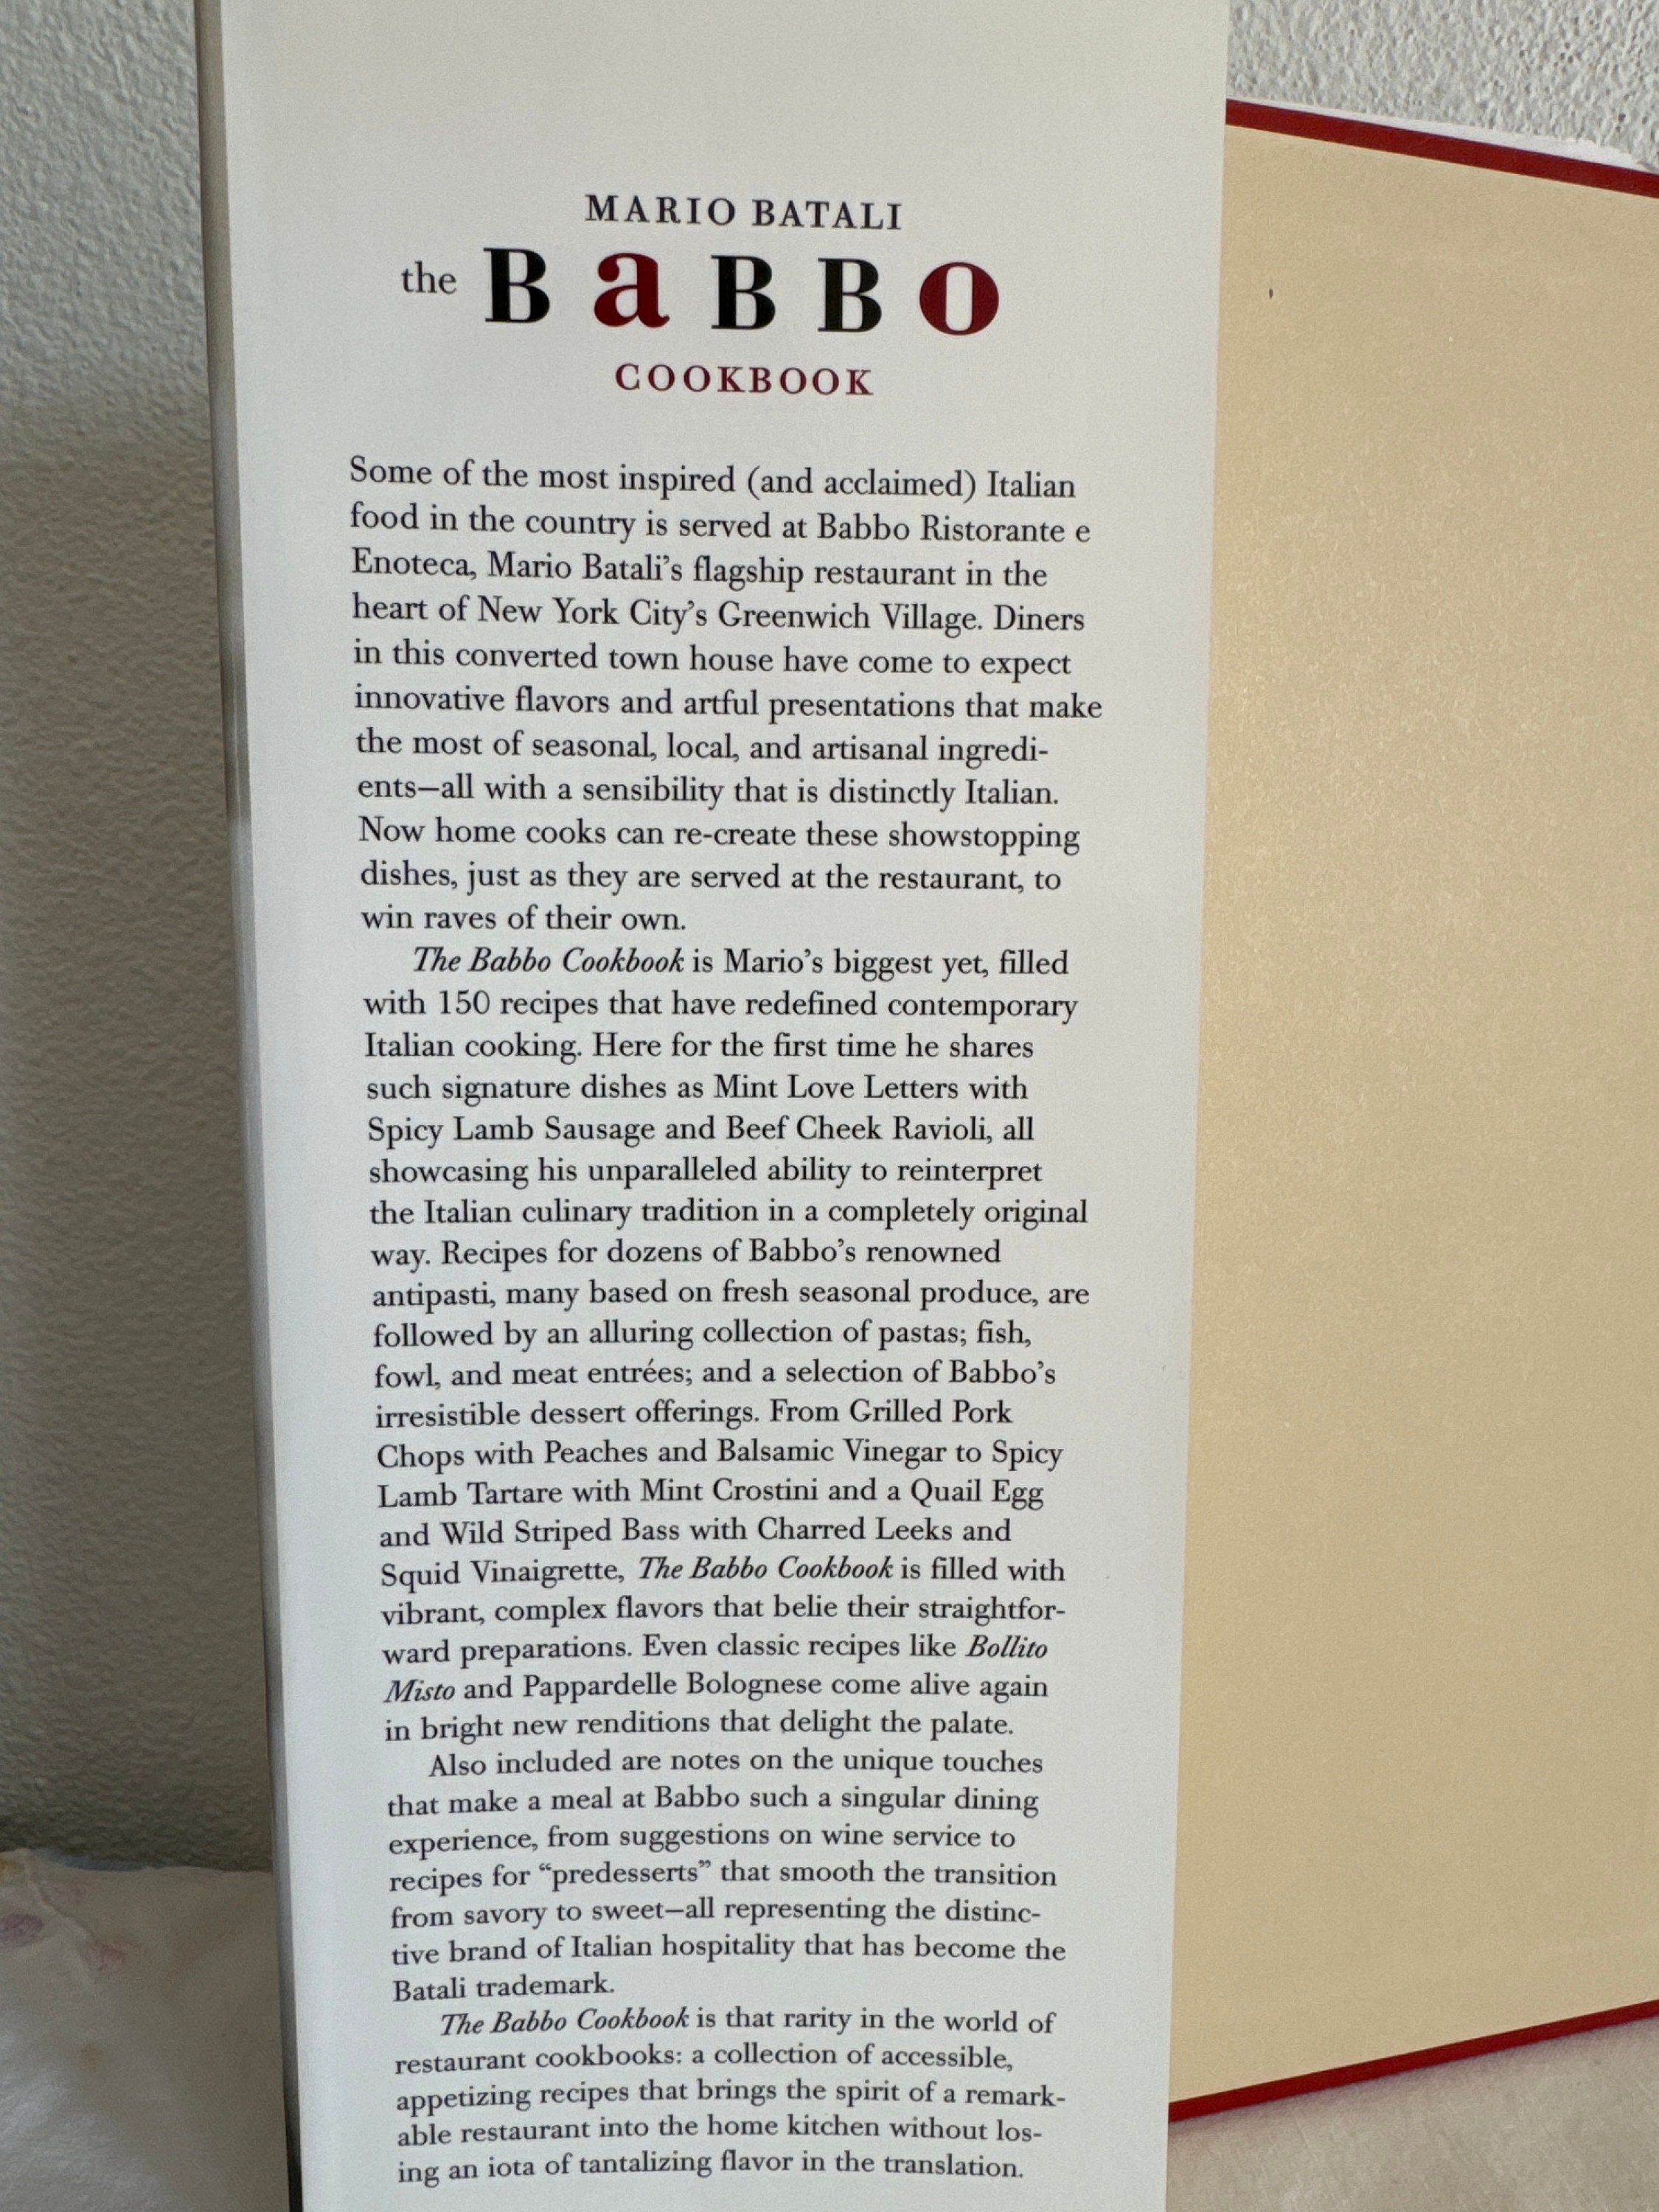 MARIO BATALI
the BaBBo
COOKBOOK
Some of the most inspired (and acclaimed) Italian
food in the country is served at Babbo Ristorante e
Enoteca, Mario Batali’s flagship restaurant in the
heart of New York City’s Greenwich Village. Diners
in this converted town house have come to expect
innovative flavors and artful presentations that make
the most of seasonal, local, and artisanal ingredi-
ents—all with a sensibility that is distinctly Italian.
Now home cooks can re-create these showstopping
dishes, just as they are served at the restaurant, to
win raves of their own.
The Babbo Cookbook is Mario’s biggest yet, filled
with 150 recipes that have redefined contemporary
Italian cooking. Here for the first time he shares
such signature dishes as Mint Love Letters with
Spicy Lamb Sausage and Beef Cheek Ravioli, all
showcasing his unparalleled ability to reinterpret
the Italian culinary tradition in a completely original
way. Recipes for dozens of Babbo’s renowned
antipasti, many based on fresh seasonal produce, are
followed by an alluring collection of pastas; fish,
fowl, and meat entrées; and a selection of Babbo’s
irresistible dessert offerings. From Grilled Pork
Chops with Peaches and Balsamic Vinegar to Spicy
Lamb Tartare with Mint Crostini and a Quail Egg
and Wild Striped Bass with Charred Leeks and
Squid Vinaigrette, The Babbo Cookbook is filled with
vibrant, complex flavors that belie their straightfor-
ward preparations. Even classic recipes like Bollito
Misto and Pappardelle Bolognese come alive again
in bright new renditions that delight the palate.
Also included are notes on the unique touches
that make a meal at Babbo such a singular dining
experience, from suggestions on wine service to
recipes for “predesserts” that smooth the transition
from savory to sweet—all representing the distinc-
tive brand of Italian hospitality that has become the
Batali trademark.
The Babbo Cookbook is that rarity in the world of
restaurant cookbooks: a collection of accessible,
appetizing recipes that brings the spirit of a remark-
able restaurant into the home kitchen without los-
ing an iota of tantalizing flavor in the translation.